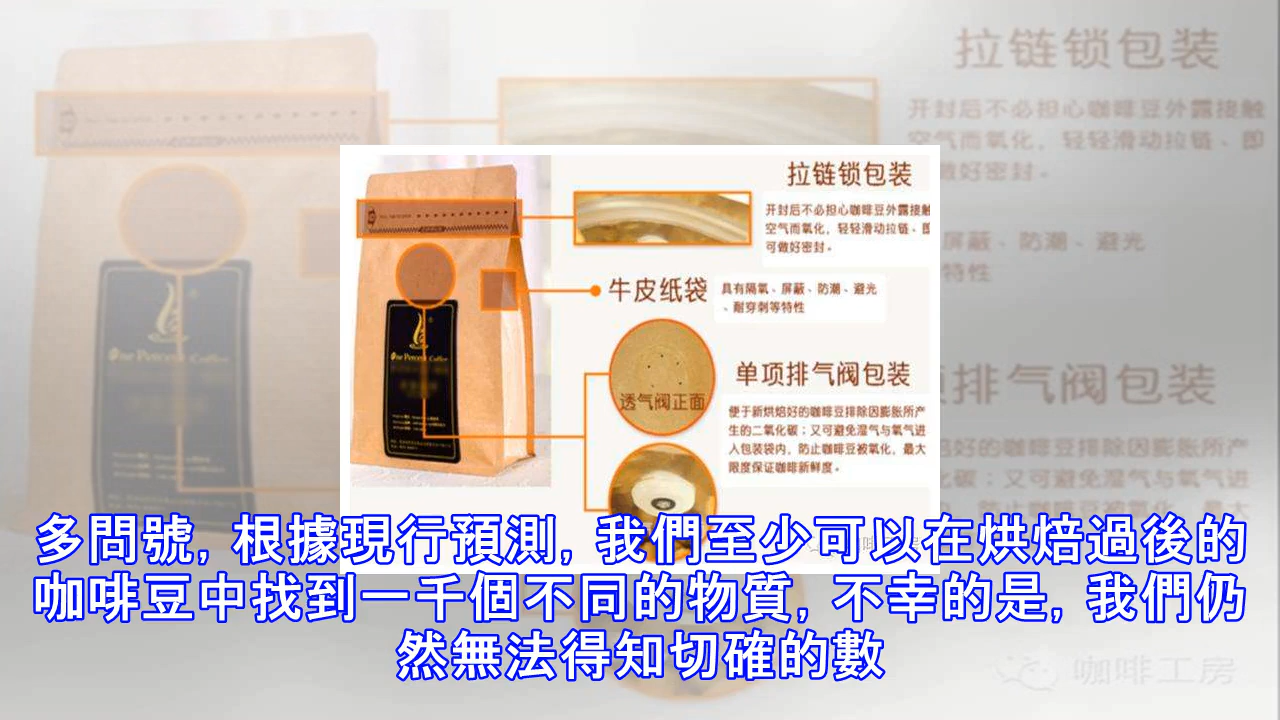 拉链锁包装
开封后不必担心咖啡豆外露接触
空气而氧化，轻轻滑动拉链、即
可做好密封。
牛皮纸袋
具有隔氧、屏蔽、防潮、避光
、耐穿刺等特性
One Percent Coffee
单项排气阀包装
透气阀正面
便于新烘焙好的咖啡豆排除因膨胀所产
生的二氧化碳；又可避免湿气与氧气进
入包装袋内，防止咖啡豆被氧化，最大
限度保证咖啡新鲜度。
多問號, 根據現行預測, 我們至少可以在烘焙過後的
咖啡豆中找到一千個不同的物質, 不幸的是, 我們仍
然無法得知切確的數
咖啡工房